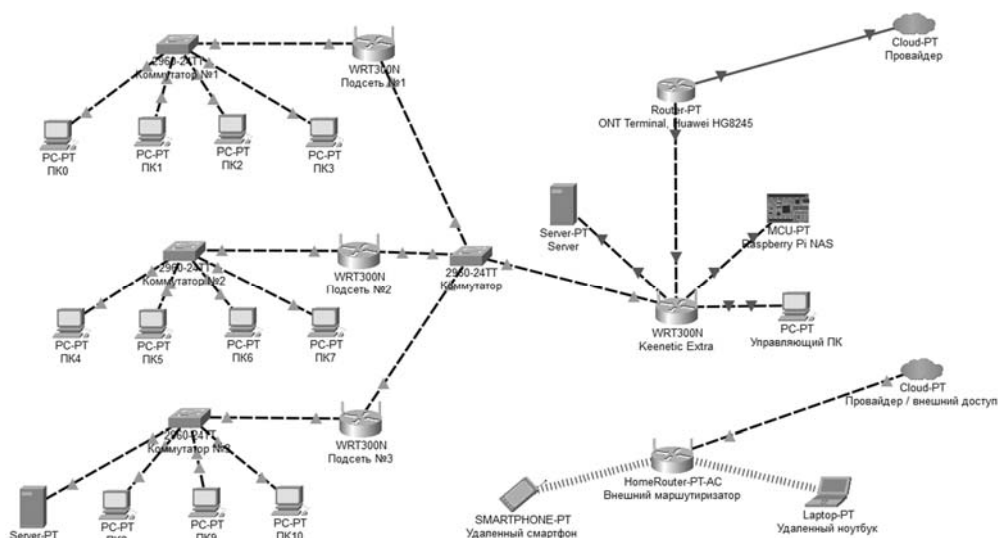 2960-24TT
Коммутатор №1
WRT300N
Подсеть №1
PC-PT
ПК0
PC-PT
ПК1
PC-PT
ПК2
PC-PT
ПК3
Cloud-PT
Провайдер
Router-PT
ONT Terminal, Huawei HG8245
Server-PT
Server
MCU-PT
Raspberry Pi NAS
2960-24TT
Коммутатор №2
WRT300N
Подсеть №2
2960-24TT
Коммутатор
PC-PT
ПК4
PC-PT
ПК5
PC-PT
ПК6
PC-PT
ПК7
WRT300N
Keenetic Extra
PC-PT
Управляющий ПК
Cloud-PT
Провайдер / внешний доступ
2960-24TT
Коммутатор №3
WRT300N
Подсеть №3
HomeRouter-PT-AC
Внешний маршутиризатор
SMARTPHONE-PT
Удаленный смартфон
Laptop-PT
Удаленный ноутбук
Server-PT
PC-PT
PC-PT
ПК9
PC-PT
ПК10